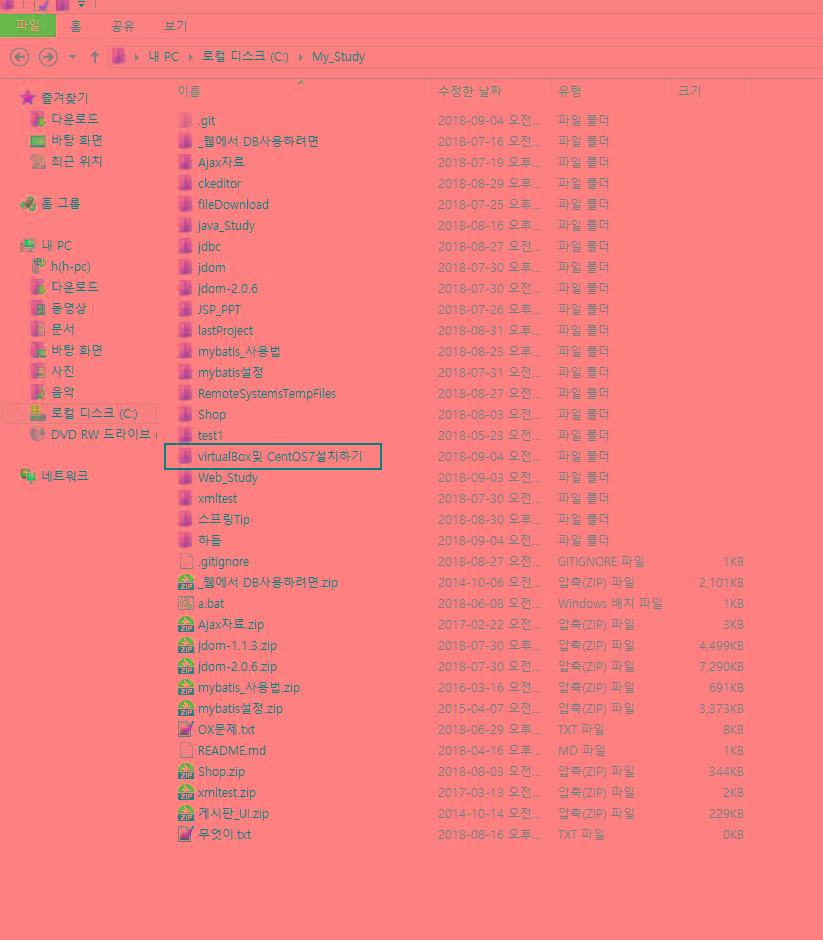 파일 홈 공유 보기
내 PC 로컬 디스크 (C:) My_Study
이름 수정한 날짜 유형 크기
즐겨찾기
다운로드
바탕 화면
최근 위치
홈 그룹
내 PC
h(h-pc)
다운로드
동영상
문서
바탕 화면
사진
음악
로컬 디스크 (C:)
DVD RW 드라이브 (
네트워크
.git 2018-09-04 오전... 파일 폴더
_웹에서 DB사용하려면 2018-07-16 오전... 파일 폴더
Ajax자료 2018-07-19 오후... 파일 폴더
ckeditor 2018-08-29 오전... 파일 폴더
fileDownload 2018-07-25 오후... 파일 폴더
java_Study 2018-08-16 오후... 파일 폴더
jdbc 2018-08-27 오전... 파일 폴더
jdom 2018-07-30 오전... 파일 폴더
jdom-2.0.6 2018-07-30 오전... 파일 폴더
JSP_PPT 2018-07-26 오후... 파일 폴더
lastProject 2018-08-31 오후... 파일 폴더
mybatis_사용법 2018-08-23 오후... 파일 폴더
mybatis설정 2018-07-31 오전... 파일 폴더
RemoteSystemsTempFiles 2018-08-27 오전... 파일 폴더
Shop 2018-08-03 오후... 파일 폴더
test1 2018-05-23 오전... 파일 폴더
virtualBox및 CentOS7설치하기 2018-09-04 오전... 파일 폴더
Web_Study 2018-09-03 오전... 파일 폴더
xmltest 2018-07-30 오전... 파일 폴더
스프링Tip 2018-08-30 오후... 파일 폴더
하둡 2018-09-04 오전... 파일 폴더
.gitignore 2018-08-27 오전... GITIGNORE 파일 1KB
_웹에서 DB사용하려면.zip 2014-10-06 오전... 압축(ZIP) 파일 2,101KB
a.bat 2018-06-08 오전... Windows 배치 파일 1KB
Ajax자료.zip 2017-02-22 오전... 압축(ZIP) 파일 3KB
jdom-1.1.3.zip 2018-07-30 오전... 압축(ZIP) 파일 4,499KB
jdom-2.0.6.zip 2018-07-30 오전... 압축(ZIP) 파일 7,290KB
mybatis_사용법.zip 2016-03-16 오전... 압축(ZIP) 파일 691KB
mybatis설정.zip 2015-04-07 오전... 압축(ZIP) 파일 3,373KB
OX문제.txt 2018-06-29 오후... TXT 파일 8KB
README.md 2018-04-16 오후... MD 파일 1KB
Shop.zip 2018-08-03 오전... 압축(ZIP) 파일 344KB
xmltest.zip 2017-03-13 오전... 압축(ZIP) 파일 2KB
게시판_UI.zip 2014-10-14 오전... 압축(ZIP) 파일 229KB
무엇이.txt 2018-08-16 오후... TXT 파일 0KB